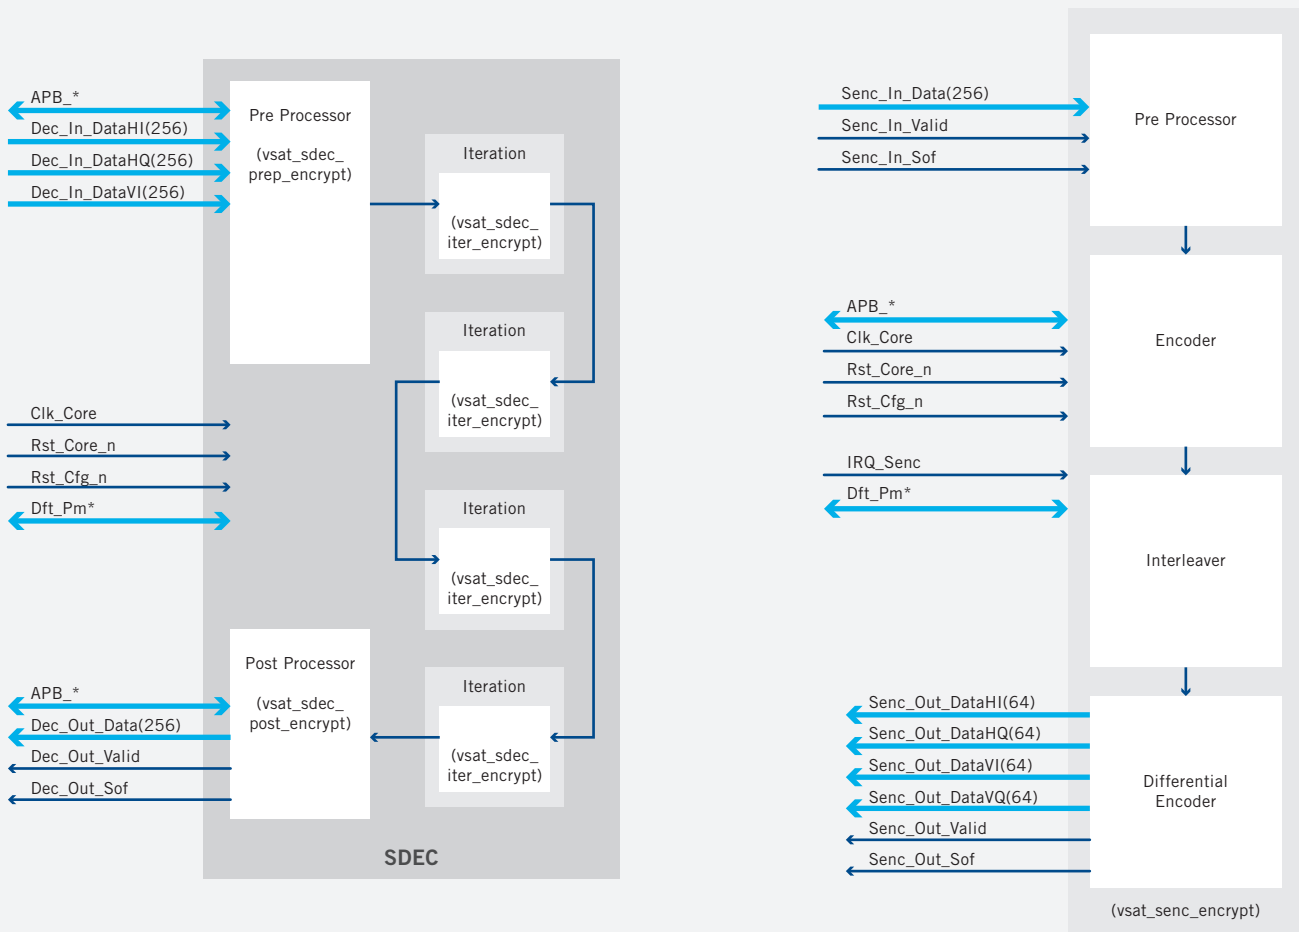 APB_*
Dec_In_DataHI(256)
Dec_In_DataHQ(256)
Dec_In_DataVI(256)
Pre Processor
(vsat_sdec_
prep_encrypt)
Iteration
(vsat_sdec_
iter_encrypt)
Iteration
(vsat_sdec_
iter_encrypt)
Clk_Core
Rst_Core_n
Rst_Cfg_n
Dft_Pm*
Iteration
(vsat_sdec_
iter_encrypt)
Post Processor
(vsat_sdec_
post_encrypt)
APB_*
Dec_Out_Data(256)
Dec_Out_Valid
Dec_Out_Sof
Iteration
(vsat_sdec_
iter_encrypt)
SDEC
Senc_In_Data(256)
Senc_In_Valid
Senc_In_Sof
Pre Processor
APB_*
Clk_Core
Rst_Core_n
Rst_Cfg_n
Encoder
IRQ_Senc
Dft_Pm*
Interleaver
Senc_Out_DataHI(64)
Senc_Out_DataHQ(64)
Senc_Out_DataVI(64)
Senc_Out_DataVQ(64)
Senc_Out_Valid
Senc_Out_Sof
Differential
Encoder
(vsat_senc_encrypt)